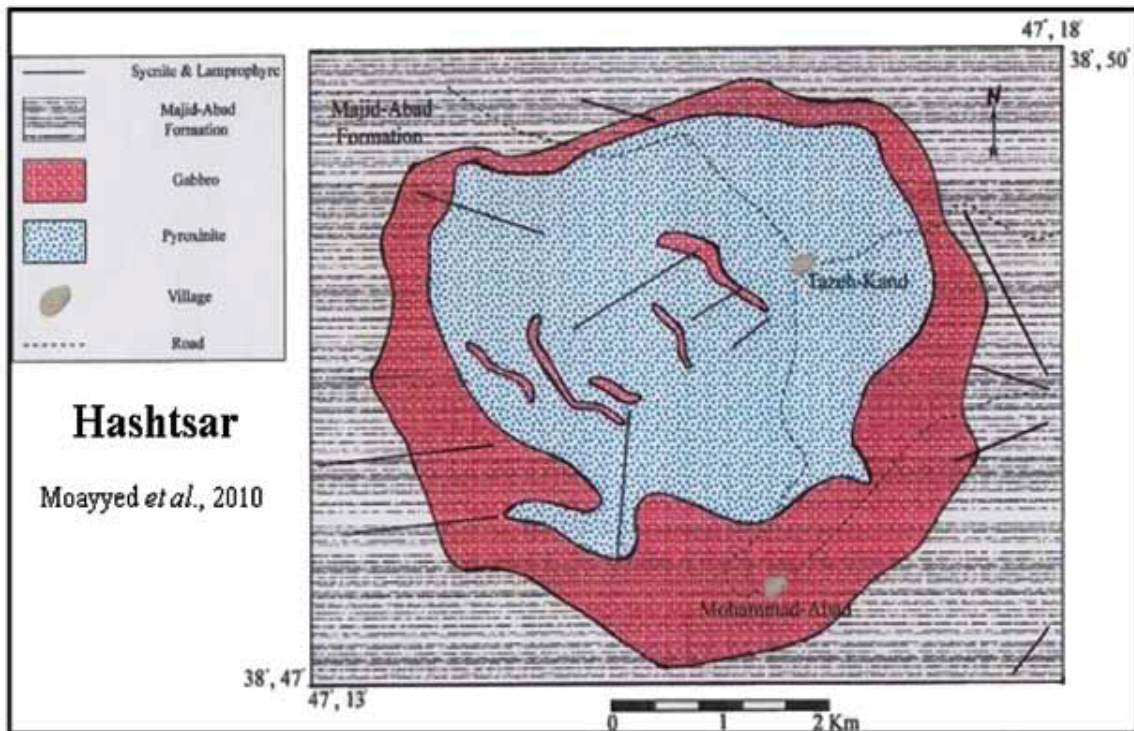 Sycnite & Lamprophyre
Majid-Abad
Formation
Gabbro
Pyroxinite
Village
Road
Hashtsar
Moayyed et al., 2010
47°, 18'
38°, 50'
N
Majid-Abad
Formation
Tazeh-Kand
Mohammad-Abad
38°, 47'
47°, 13'
0 1 2 Km